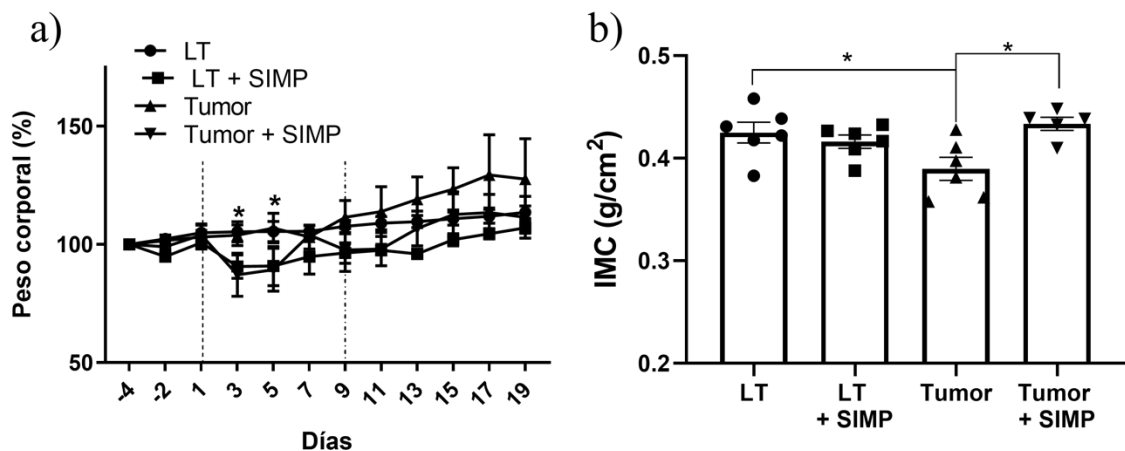 a)
LT
LT + SIMP
Tumor
Tumor + SIMP
Peso corporal (%)
150
100
50
* *
-4 -2 1 3 5 7 9 11 13 15 17 19
Días
b)
IMC (g/cm²)
0.5
0.4
0.3
0.2
* *
LT LT + SIMP Tumor Tumor + SIMP